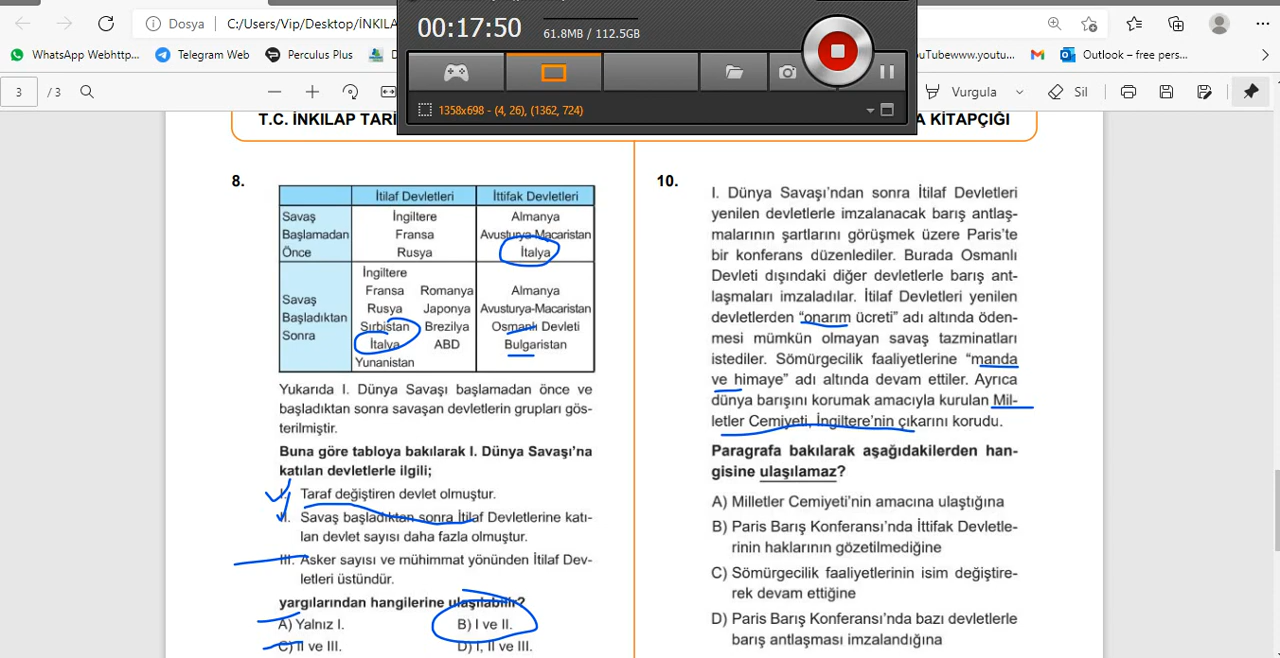 Dosya
C:/Users/Vip/Desktop/İNKILA
00:17:50
61.8MB / 112.5GB
WhatsApp Webhttp...
Telegram Web
Perculus Plus
uTubewww.youtu...
Outlook – free pers...
3
/ 3
1358x698 - (4, 26), (1362, 724)
Vurgula
Sil
T.C. İNKILAP TARİ
A KİTAPÇIĞI
8.
İtilaf Devletleri
İttifak Devletleri
Savaş
Başlamadan
Önce
İngiltere
Fransa
Rusya
Almanya
Avusturya-Macaristan
İtalya
Savaş
Başladıktan
Sonra
İngiltere
Fransa
Rusya
Sırbistan
İtalya
Yunanistan
Romanya
Japonya
Brezilya
ABD
Almanya
Avusturya-Macaristan
Osmanlı Devleti
Bulgaristan
Yukarıda I. Dünya Savaşı başlamadan önce ve
başladıktan sonra savaşan devletlerin grupları gös-
terilmiştir.
Buna göre tabloya bakılarak I. Dünya Savaşı’na
katılan devletlerle ilgili;
I. Taraf değiştiren devlet olmuştur.
II. Savaş başladıktan sonra İtilaf Devletlerine katı-
lan devlet sayısı daha fazla olmuştur.
III. Asker sayısı ve mühimmat yönünden İtilaf Dev-
letleri üstündür.
yargılarından hangilerine ulaşılabilir?
A) Yalnız I.
B) I ve II.
C) II ve III.
D) I, II ve III.
10.
I. Dünya Savaşı’ndan sonra İtilaf Devletleri
yenilen devletlerle imzalanacak barış antlaş-
malarının şartlarını görüşmek üzere Paris’te
bir konferans düzenlediler. Burada Osmanlı
Devleti dışındaki diğer devletlerle barış ant-
laşmaları imzaladılar. İtilaf Devletleri yenilen
devletlerden “onarım ücreti” adı altında öden-
mesi mümkün olmayan savaş tazminatları
istediler. Sömürgecilik faaliyetlerine “manda
ve himaye” adı altında devam ettiler. Ayrıca
dünya barışını korumak amacıyla kurulan Mil-
letler Cemiyeti, İngiltere’nin çıkarını korudu.
Paragrafa bakılarak aşağıdakilerden han-
gisine ulaşılamaz?
A) Milletler Cemiyeti’nin amacına ulaştığına
B) Paris Barış Konferansı’nda İttifak Devletle-
rinin haklarının gözetilmediğine
C) Sömürgecilik faaliyetlerinin isim değiştire-
rek devam ettiğine
D) Paris Barış Konferansı’nda bazı devletlerle
barış antlaşması imzalandığına